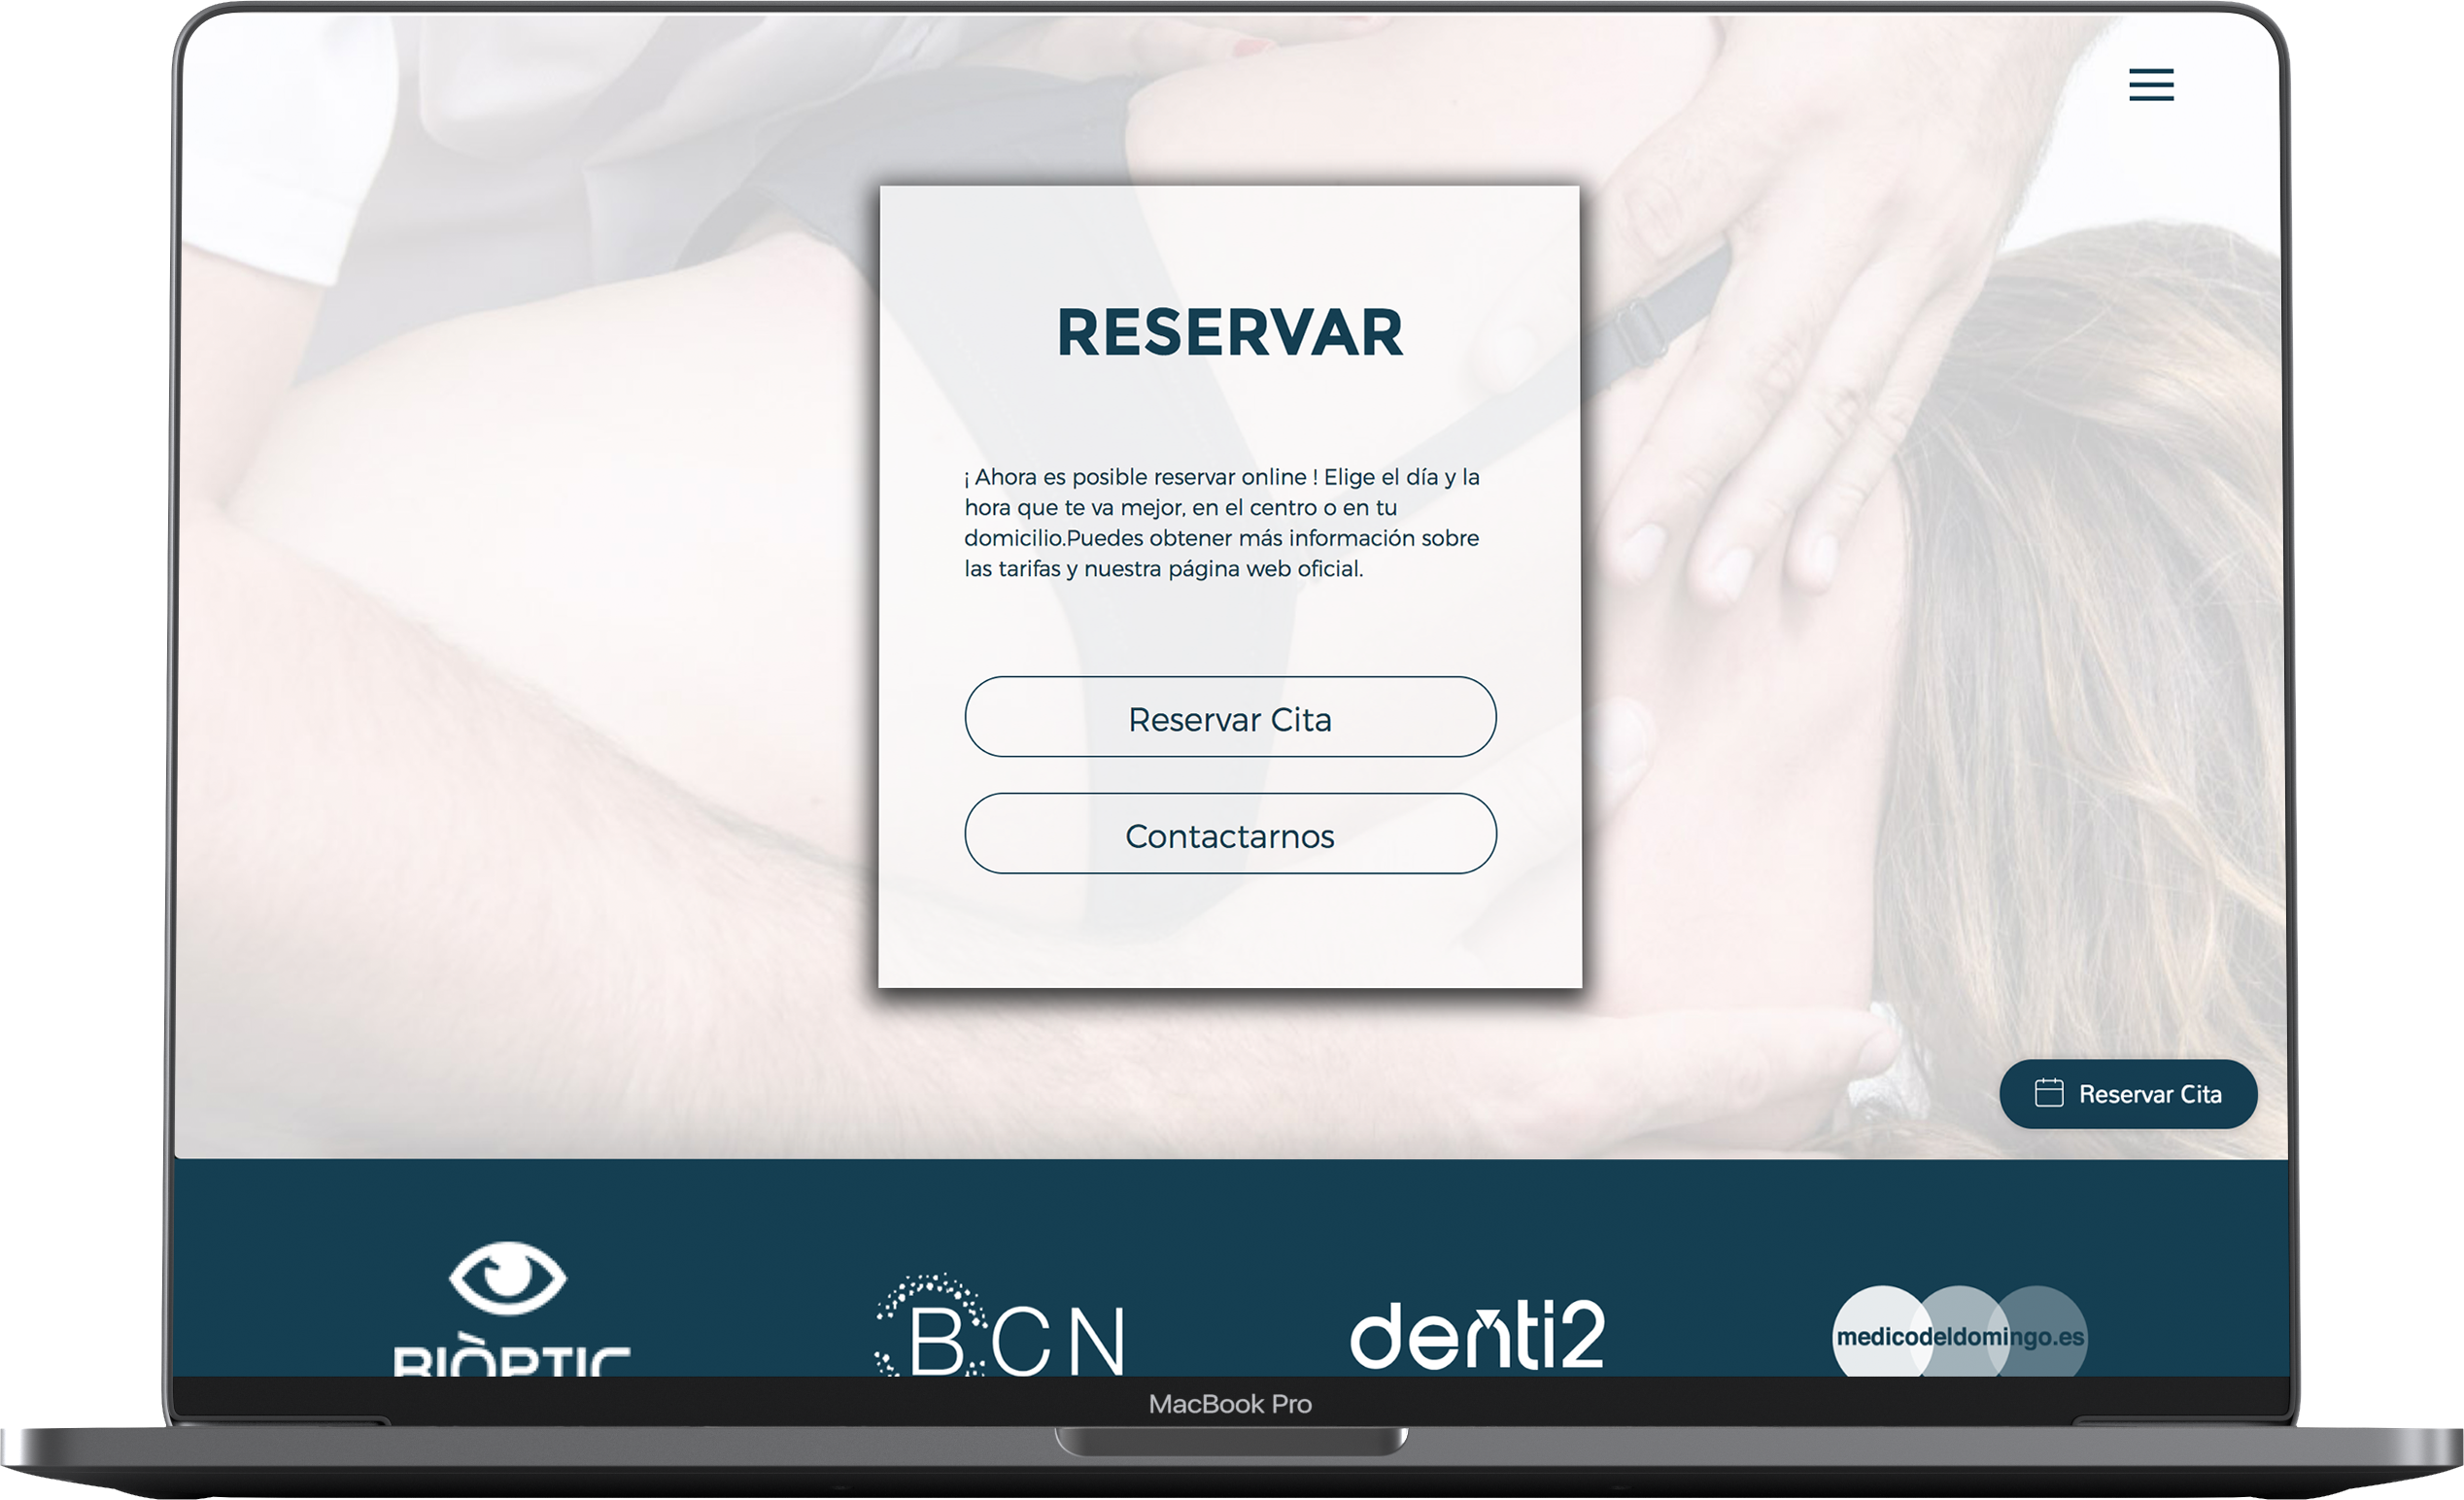 RESERVAR
¡ Ahora es posible reservar online ! Elige el día y la
hora que te va mejor, en el centro o en tu
domicilio.Puedes obtener más información sobre
las tarifas y nuestra página web oficial.
Reservar Cita
Contactarnos
Reservar Cita
BIÒPTIC
BCN
denti2
medicodeldomingo.es
MacBook Pro